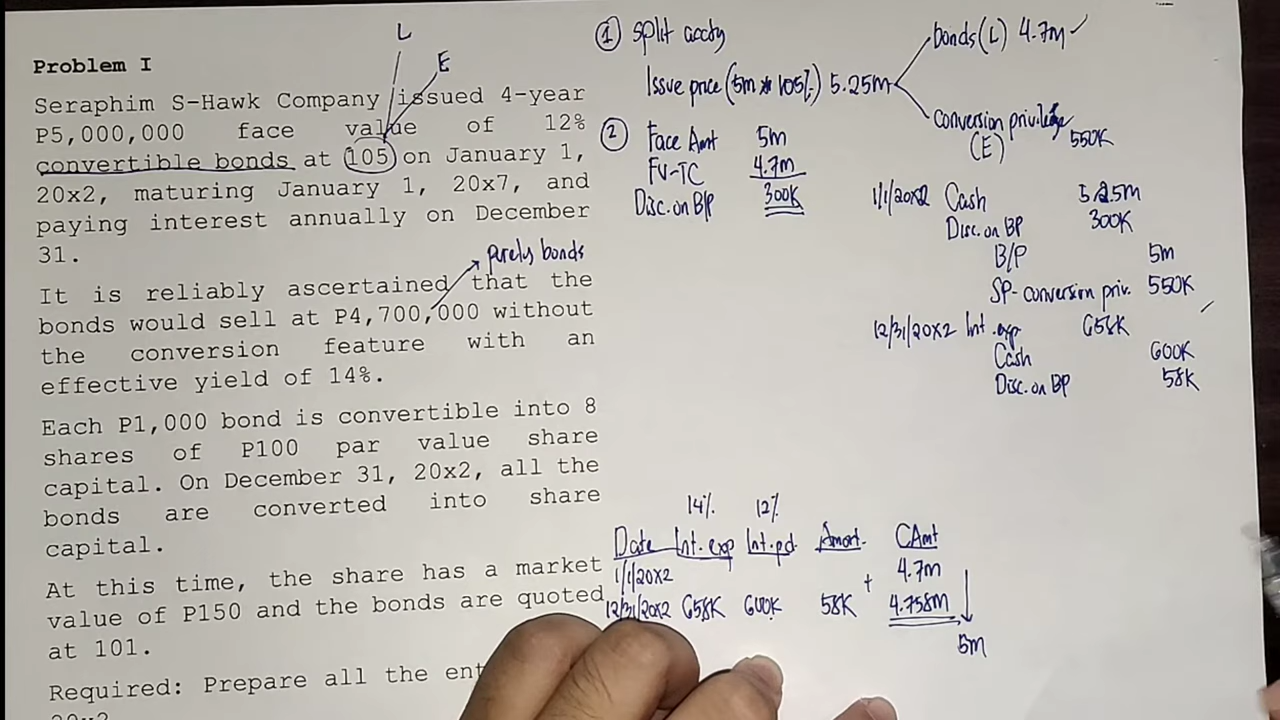 Problem I
Seraphim S-Hawk Company issued 4-year
P5,000,000 face value of 12%
convertible bonds at 105 on January 1,
20x2, maturing January 1, 20x7, and
paying interest annually on December
31.
It is reliably ascertained that the
bonds would sell at P4,700,000 without
the conversion feature with an
effective yield of 14%.
Each P1,000 bond is convertible into 8
shares of P100 par value share
capital. On December 31, 20x2, all the
bonds are converted into share
capital.
At this time, the share has a market
value of P150 and the bonds are quoted
at 101.
Required: Prepare all the
L
E
purely bonds
① split acctg
Issue price (5m * 105%) 5.25m
bonds (L) 4.7m ✓
conversion privilege
(E) 550K
② Face Amt 5m
FV-TC 4.7m
Disc. on B/P 300K
1/1/20x2 Cash 5.25m
Disc. on BP 300K
B/P 5m
SP- conversion priv. 550K
12/31/20x2 Int. exp 658K
Cash 600K
Disc. on BP 58K
14% 12%
Date Int. exp Int. pd. Amort. CAmt
1/1/20x2 4.7m
12/31/20x2 658K 600K 58K + 4.758m
5m